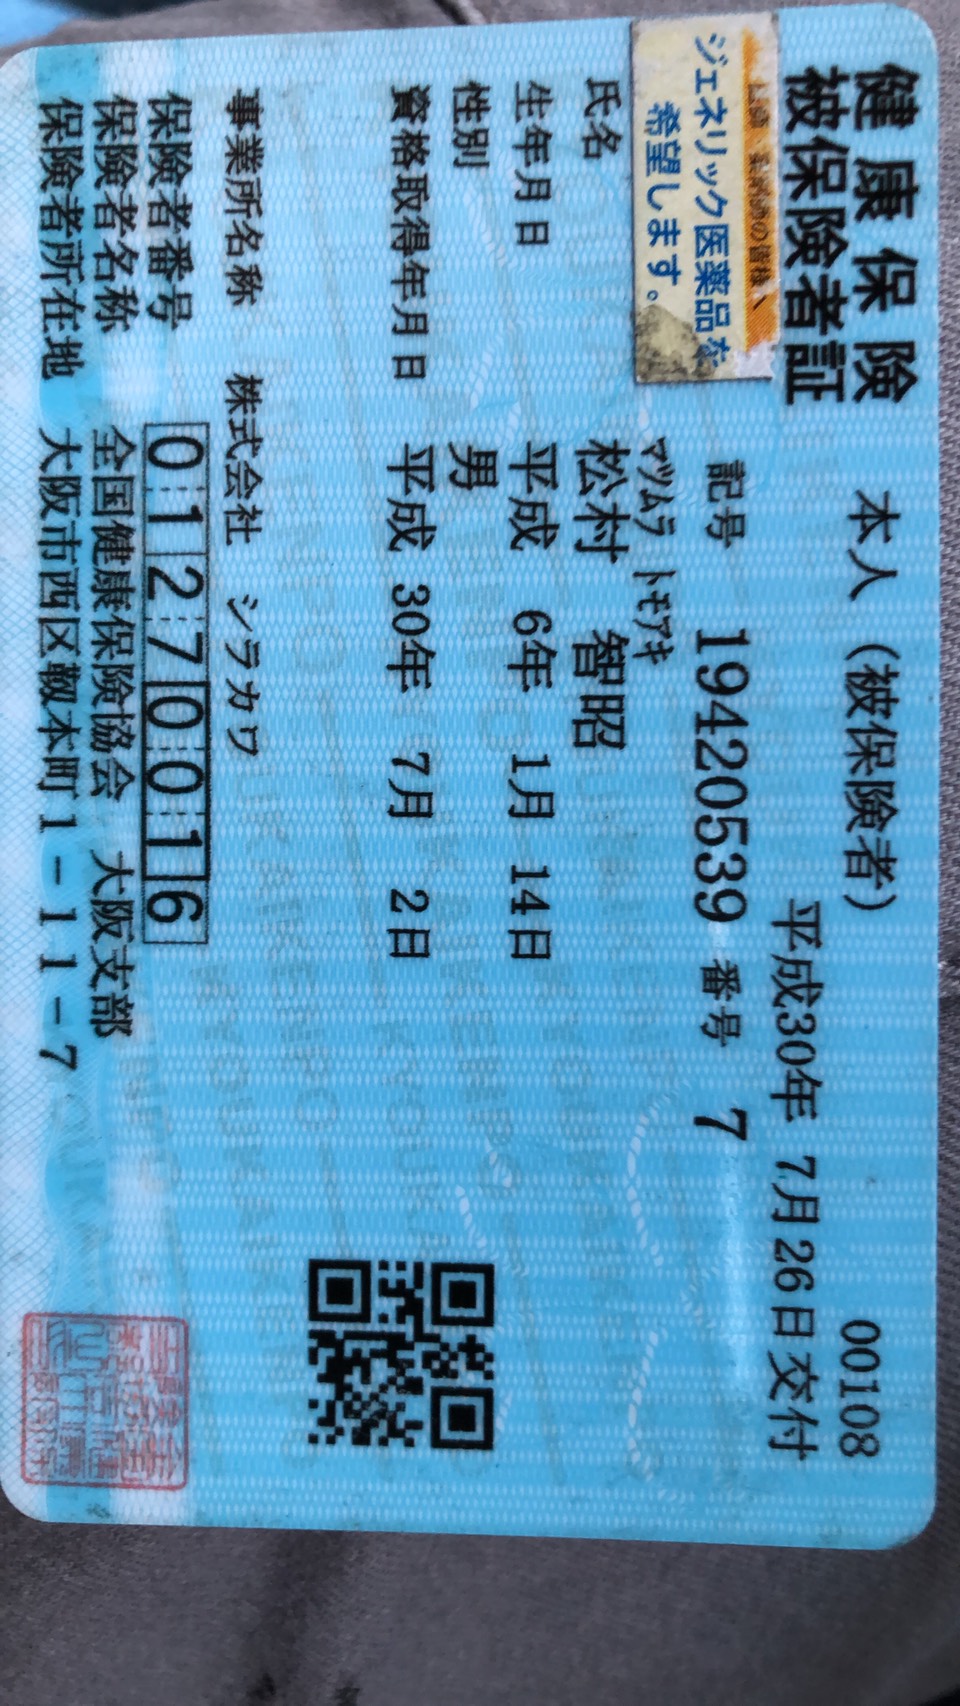 健康保険
被保険者証
本人（被保険者）
00108
平成30年 7月26日交付
ジェネリック医薬品を
希望します。
記号 19420539 番号 7
マツムラ トモアキ
氏名 松村 智昭
生年月日 平成 6年 1月 14日
性別 男
資格取得年月日 平成 30年 7月 2日
事業所名称 株式会社 シラカワ
保険者番号 01270016
保険者名称 全国健康保険協会 大阪支部
保険者所在地 大阪市西区靱本町1-11-7